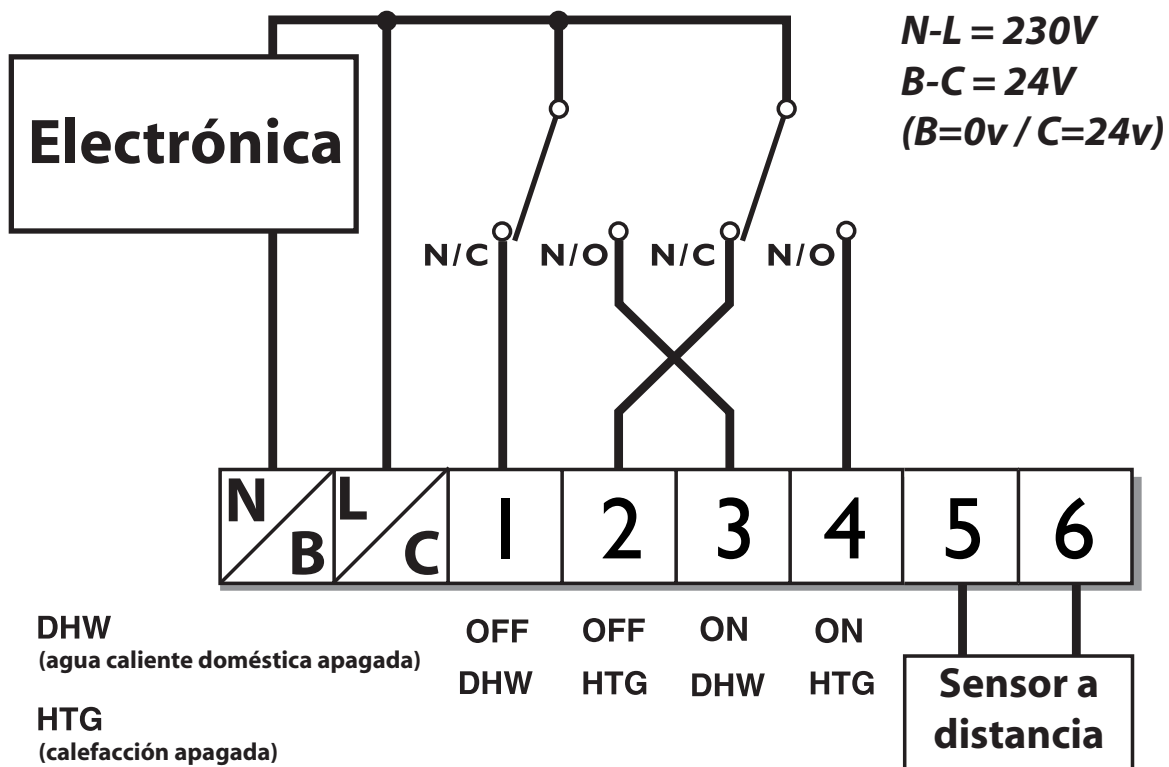 N-L = 230V
B-C = 24V
(B=0v / C=24v)
Electrónica
N/C N/O N/C N/O
N B L C 1 2 3 4 5 6
DHW
(agua caliente doméstica apagada)
HTG
(calefacción apagada)
OFF OFF ON ON
DHW HTG DHW HTG
Sensor a
distancia